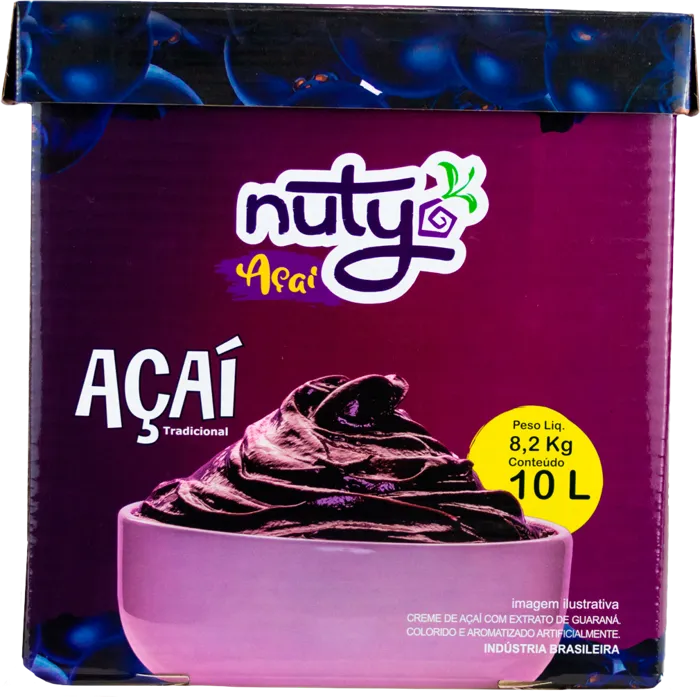 nuty
Açaí
AÇAÍ
Tradicional
Peso Liq.
8,2 Kg
Conteúdo
10 L
imagem ilustrativa
CREME DE AÇAÍ COM EXTRATO DE GUARANÁ.
COLORIDO E AROMATIZADO ARTIFICIALMENTE.
INDÚSTRIA BRASILEIRA